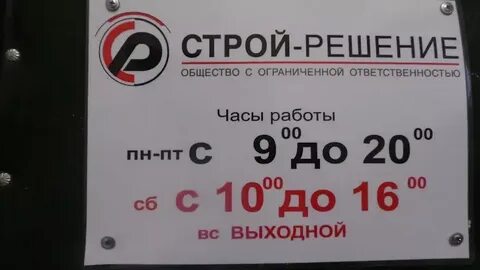 СТРОЙ-РЕШЕНИЕ
ОБЩЕСТВО С ОГРАНИЧЕННОЙ ОТВЕТСТВЕННОСТЬЮ
Часы работы
пн-пт с 9 00 до 20 00
сб с 10 00 до 16 00
вс ВЫХОДНОЙ